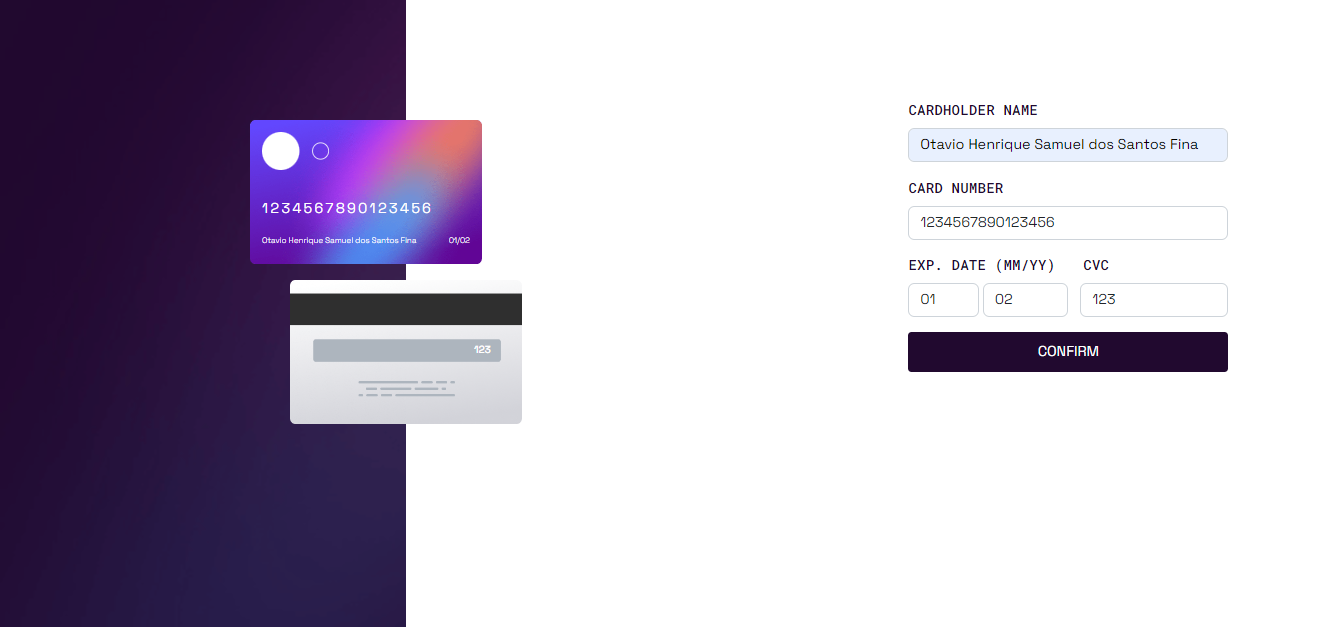 1234567890123456
Otavio Henrique Samuel dos Santos Fina 01/02
123
CARDHOLDER NAME
Otavio Henrique Samuel dos Santos Fina
CARD NUMBER
1234567890123456
EXP. DATE (MM/YY) CVC
01 02 123
CONFIRM